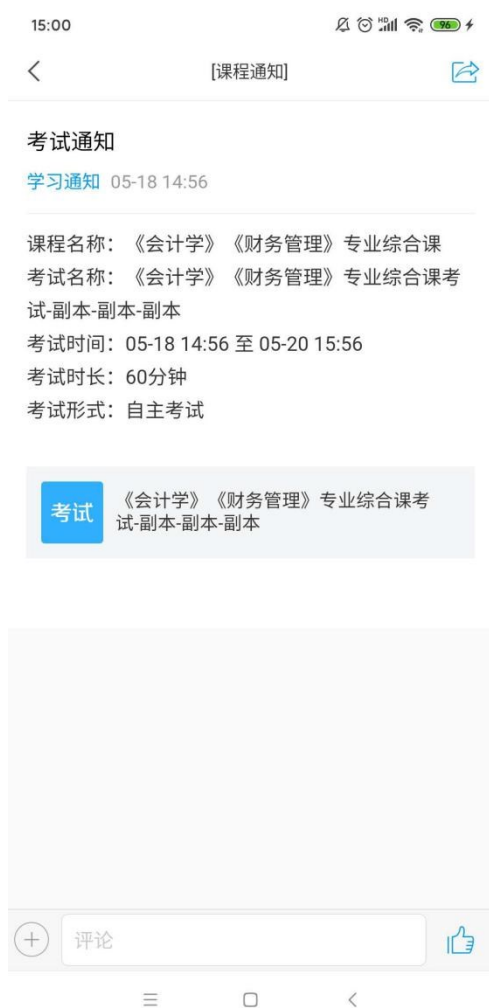 15:00
HD
96
[课程通知]
考试通知
学习通知 05-18 14:56
课程名称：《会计学》《财务管理》专业综合课
考试名称：《会计学》《财务管理》专业综合课考
试-副本-副本-副本
考试时间：05-18 14:56 至 05-20 15:56
考试时长：60分钟
考试形式：自主考试
考试
《会计学》《财务管理》专业综合课考
试-副本-副本-副本
评论